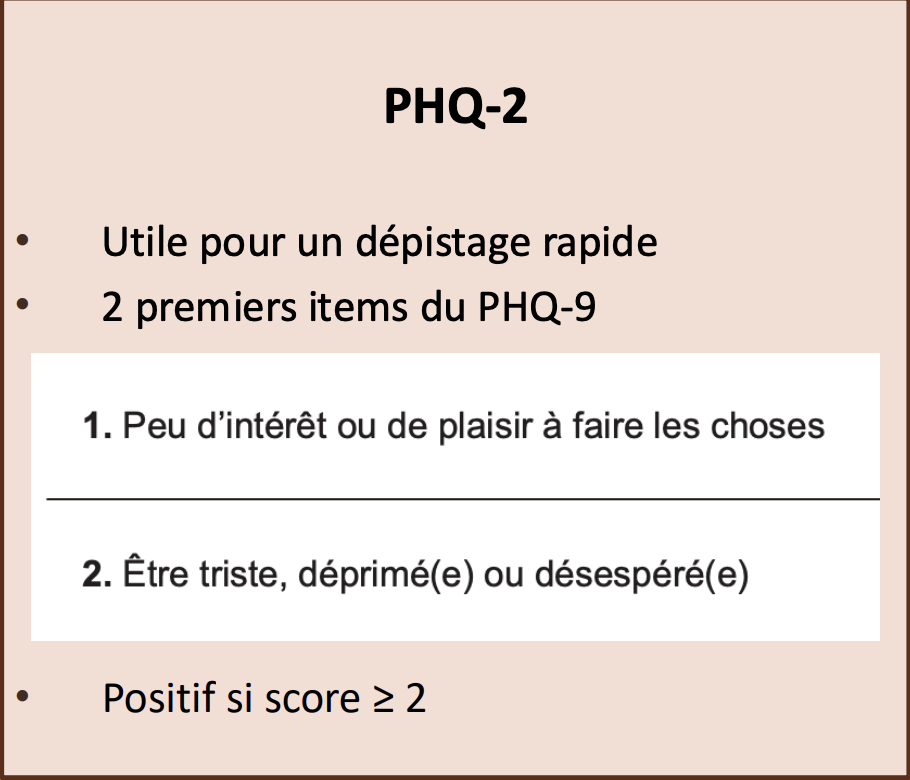 PHQ-2
• Utile pour un dépistage rapide
• 2 premiers items du PHQ-9
1. Peu d’intérêt ou de plaisir à faire les choses
2. Être triste, déprimé(e) ou désespéré(e)
• Positif si score ≥ 2